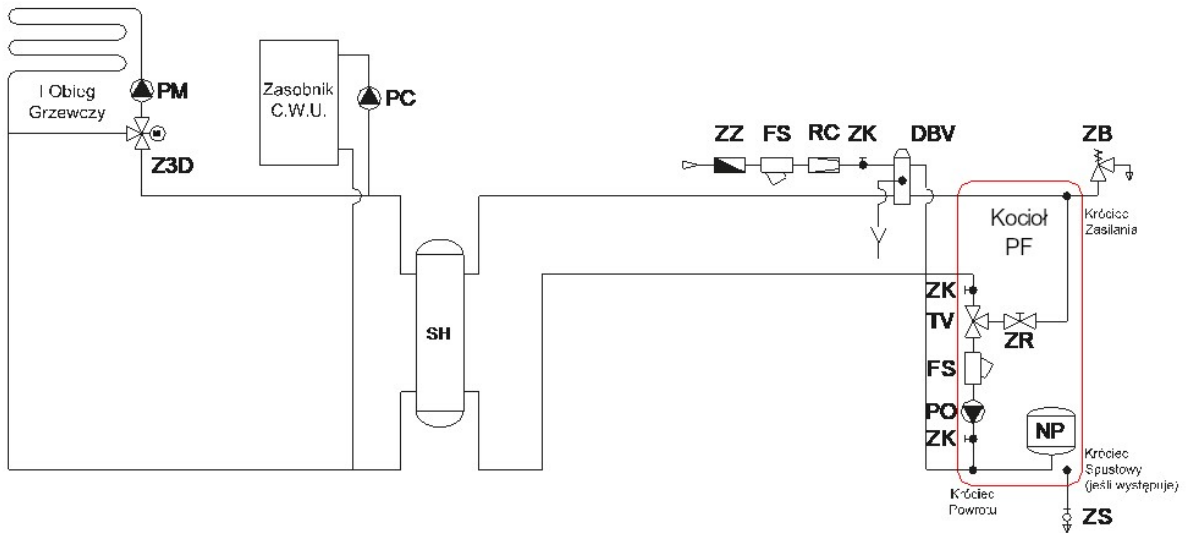 I Obieg
Grzewczy
PM
Z3D
Zasobnik
C.W.U.
PC
ZZ
FS
RC
ZK
DBV
ZB
Kocioł
PF
Króciec
Zasilania
ZK
TV
ZR
SH
FS
PO
NP
ZK
Króciec
Spustowy
(jeśli występuje)
Króciec
Powrotu
ZS
M